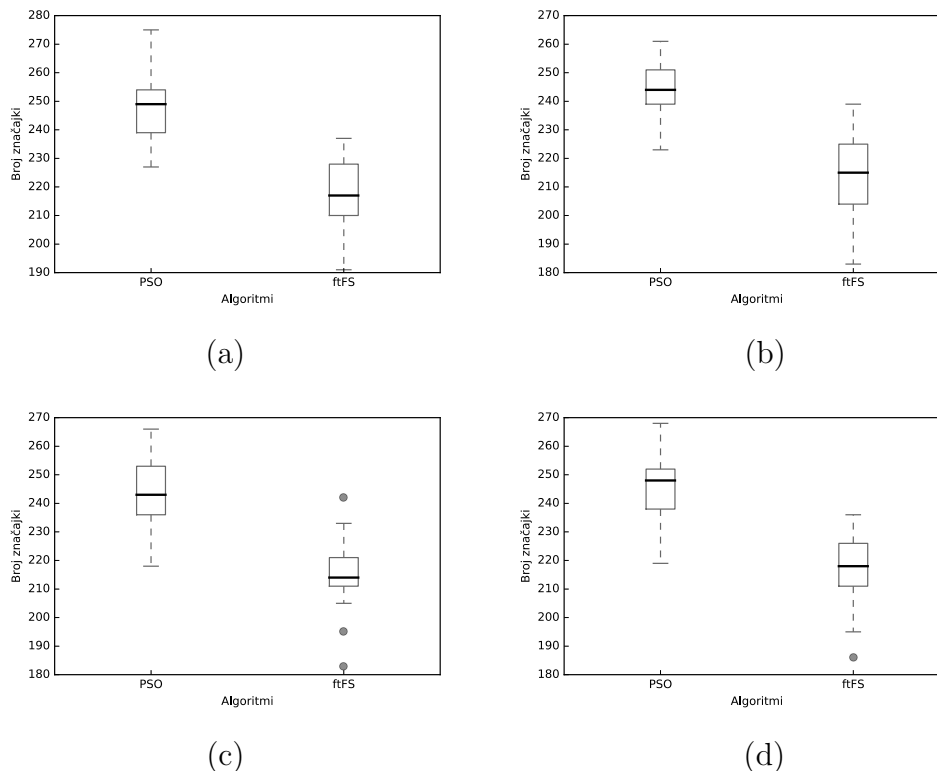 280
270
260
250
240
230
220
210
200
190
Broj značajki
PSO
ftFS
Algoritmi
(a)
270
260
250
240
230
220
210
200
190
180
Broj značajki
PSO
ftFS
Algoritmi
(b)
270
260
250
240
230
220
210
200
190
180
Broj značajki
PSO
ftFS
Algoritmi
(c)
270
260
250
240
230
220
210
200
190
180
Broj značajki
PSO
ftFS
Algoritmi
(d)